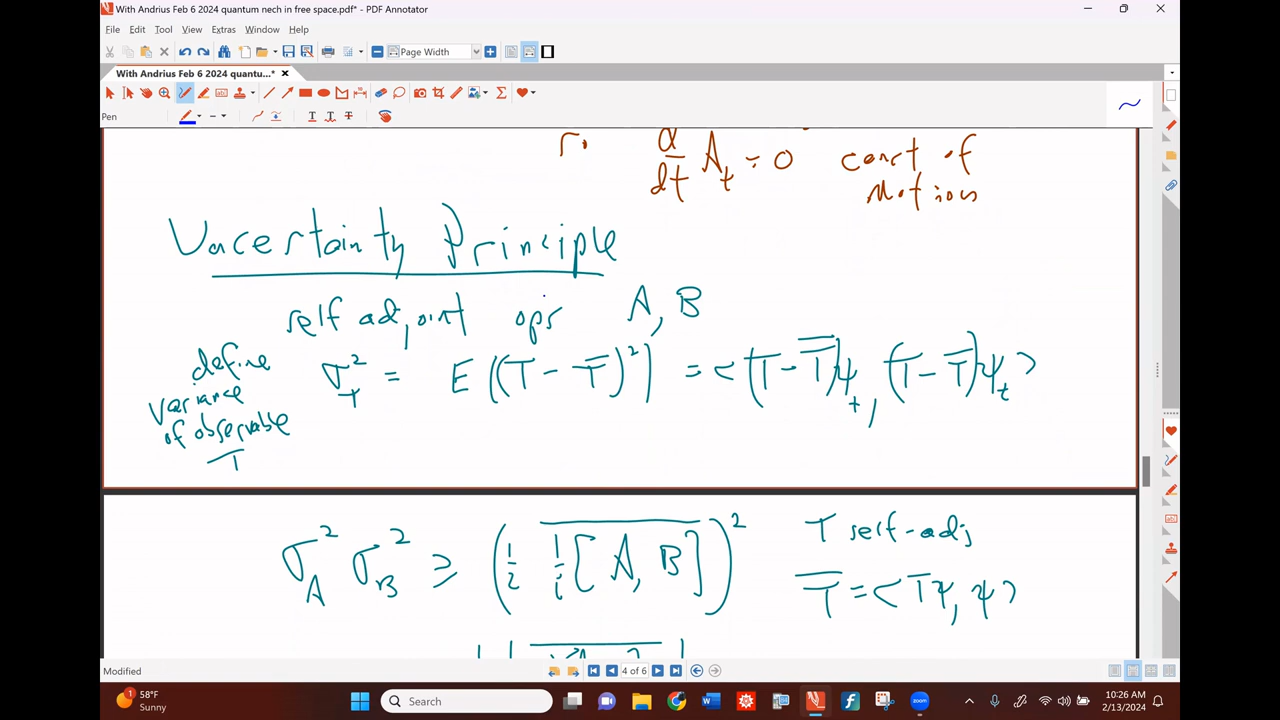 With Andrius Feb 6 2024 quantum nech in free space.pdf* - PDF Annotator
File Edit Tool View Extras Window Help
Page Width
With Andrius Feb 6 2024 quantu...*
Pen
d/dt A_t = 0 const of
Motion
Uncertainty Principle
self adjoint ops A, B
define
variance
of observable
T
σ_T^2 = E((T - T̅)^2) = <(T - T̅)ψ_t, (T - T̅)ψ_t>
σ_A^2 σ_B^2 ≥ (1/2 \overline{1/i [A, B]})^2
T self-adj
T̅ = <Tψ, ψ>
Modified
4 of 6
58°F
Sunny
Search
10:26 AM
2/13/2024